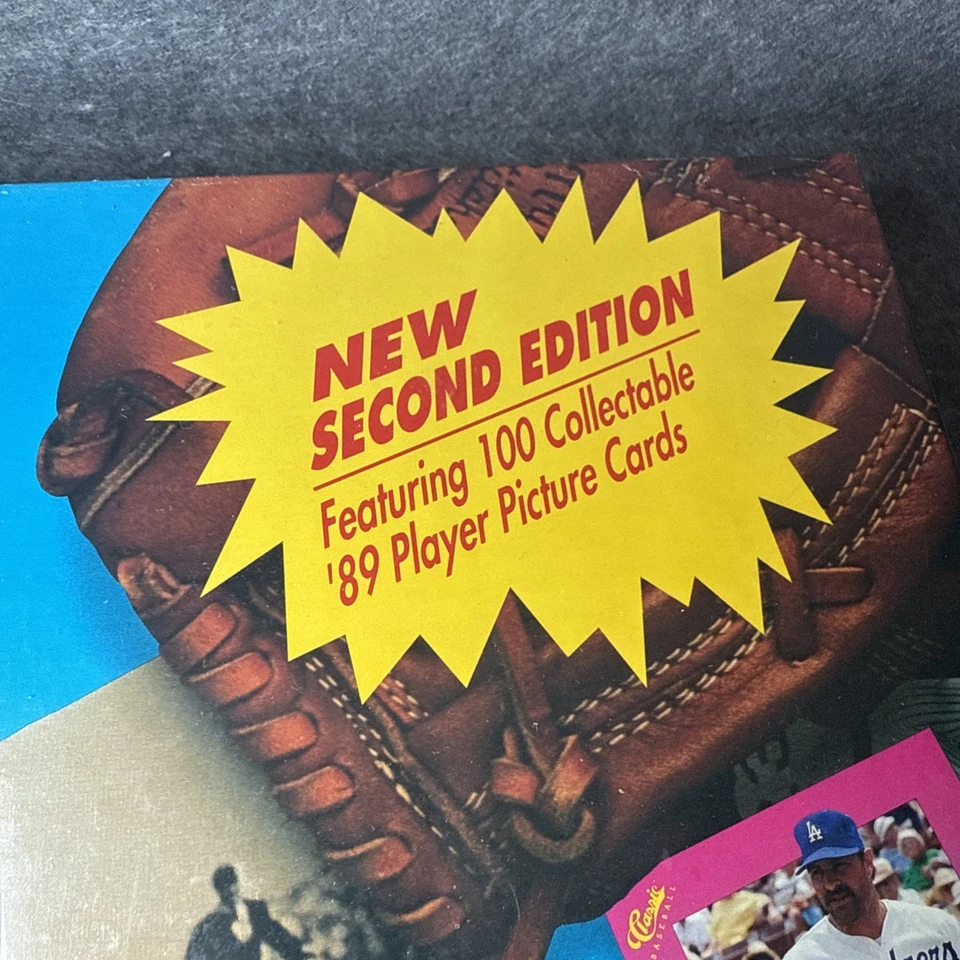 NEW
SECOND EDITION
Featuring 100 Collectable
'89 Player Picture Cards
LA
Classic
BASEBALL